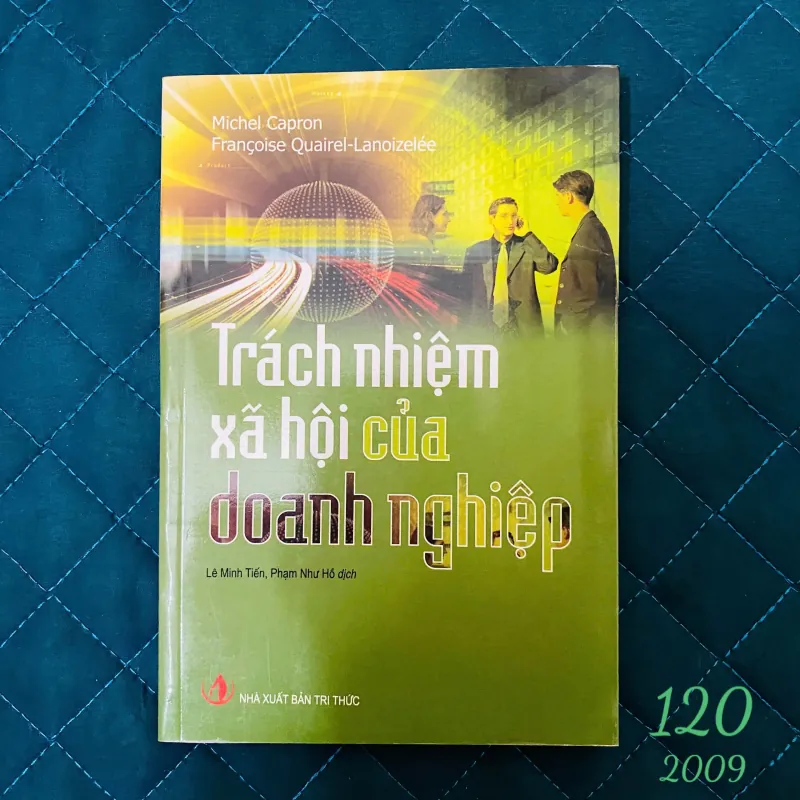 Michel Capron
Françoise Quairel-Lanoizelée
Trách nhiệm
xã hội của
doanh nghiệp
Lê Minh Tiến, Phạm Như Hồ dịch
NHÀ XUẤT BẢN TRI THỨC
120
2009